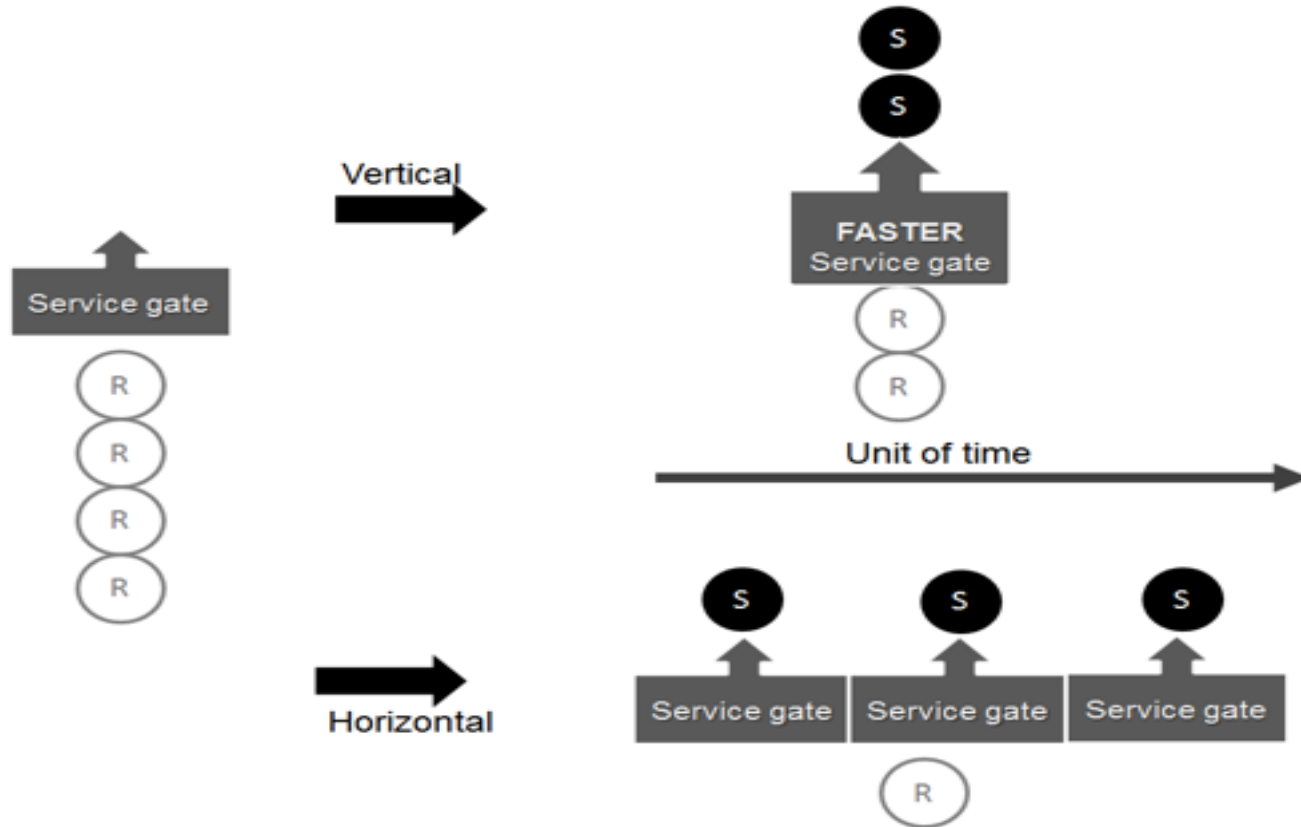 S
S
Vertical
FASTER
Service gate
Service gate
R
R
R
R
R
R
Unit of time
S
S
S
Service gate
Service gate
Service gate
Horizontal
R